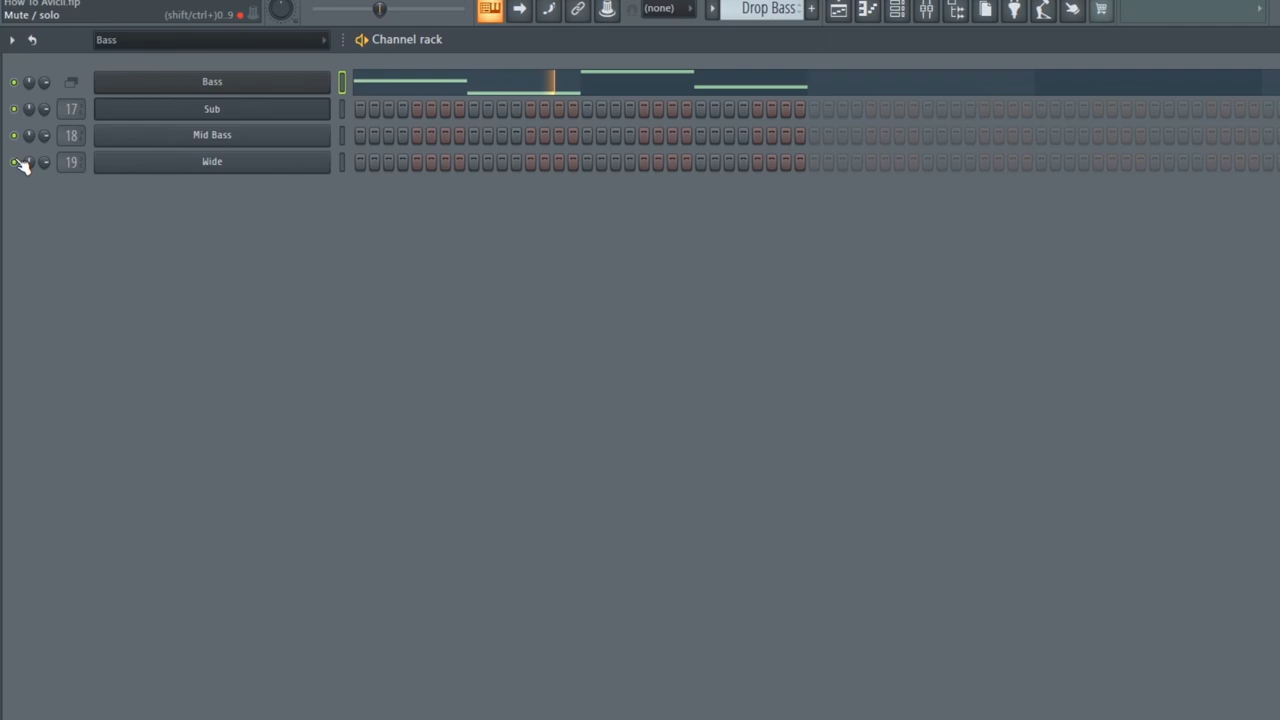 How To Avicii.flp
Mute / solo (shift/ctrl+)0..9
(none)
Drop Bass
Bass
Channel rack
Bass
17 Sub
18 Mid Bass
19 Wide